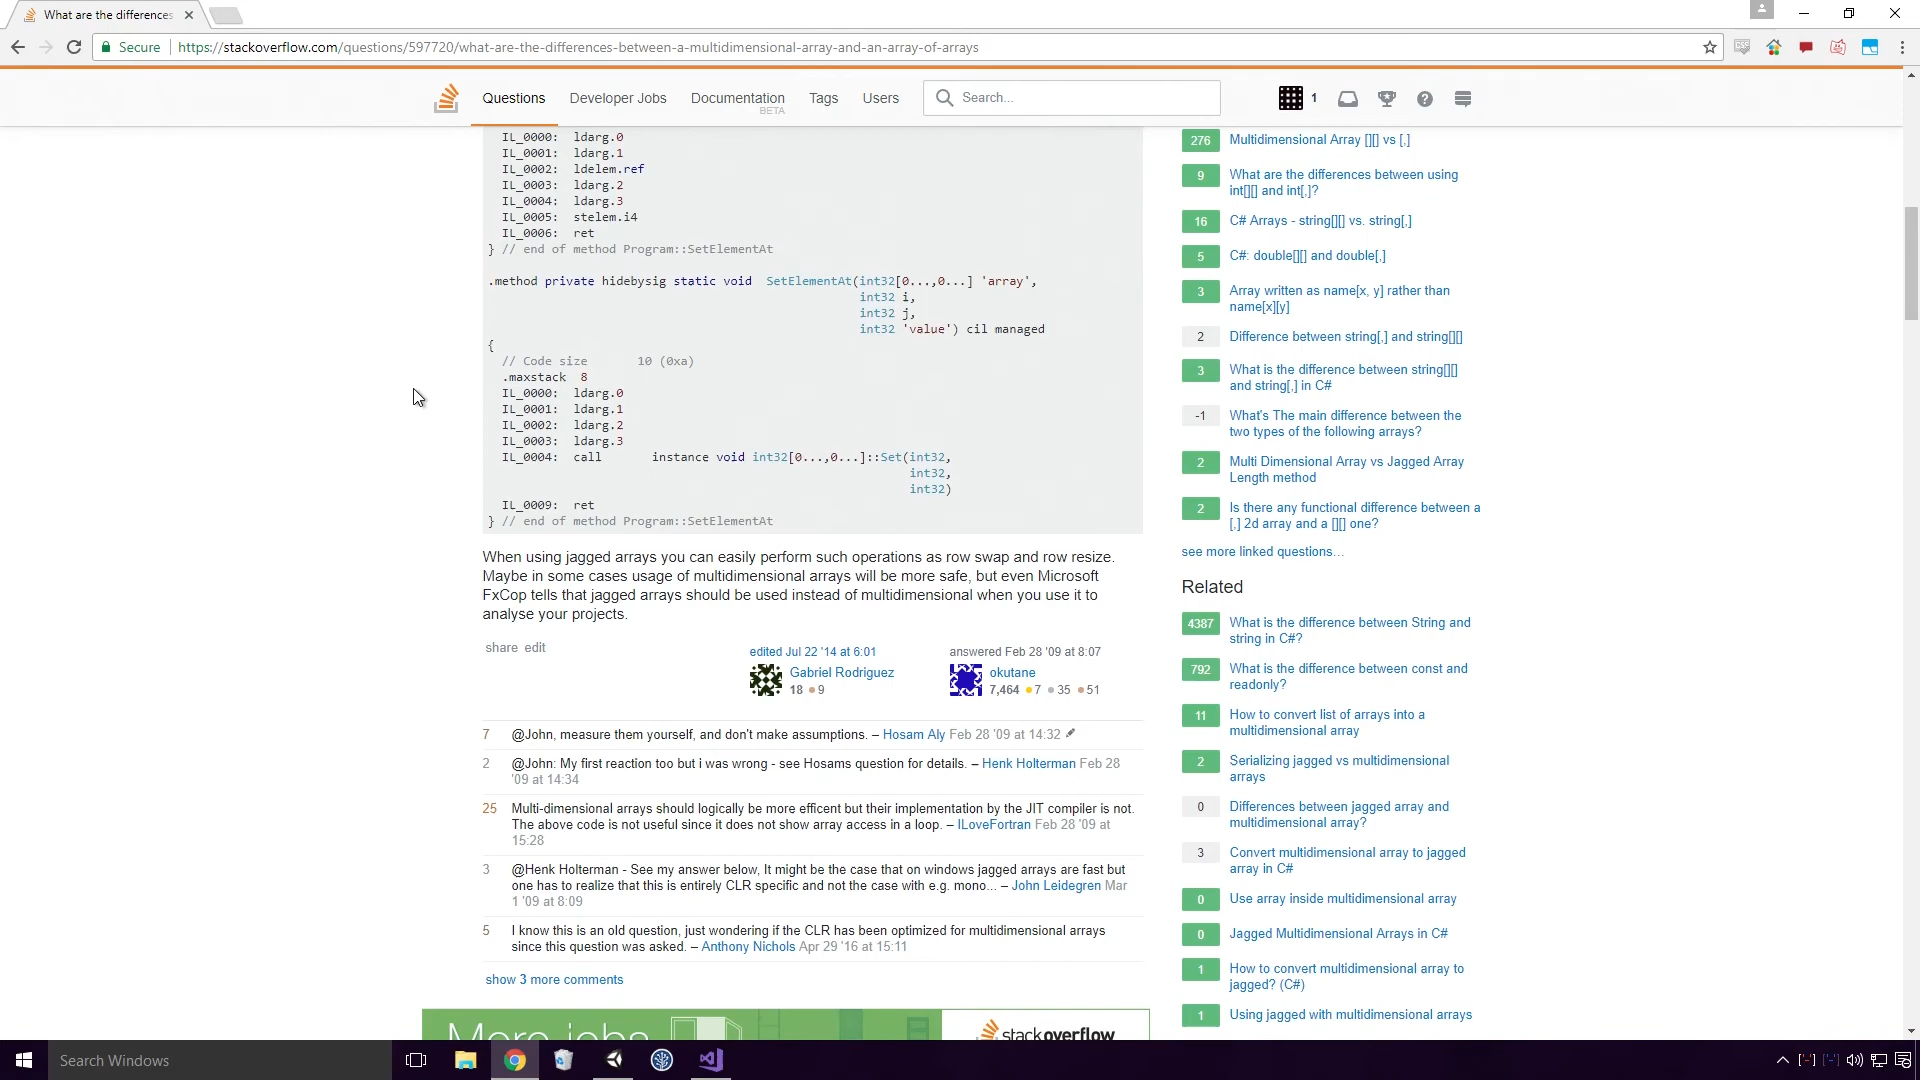 What are the differences
Secure
https://stackoverflow.com/questions/597720/what-are-the-differences-between-a-multidimensional-array-and-an-array-of-arrays
Questions
Developer Jobs
Documentation
BETA
Tags
Users
Search...
1
IL_0000:  ldarg.0
IL_0001:  ldarg.1
IL_0002:  ldelem.ref
IL_0003:  ldarg.2
IL_0004:  ldarg.3
IL_0005:  stelem.i4
IL_0006:  ret
} // end of method Program::SetElementAt
.method private hidebysig static void  SetElementAt(int32[0...,0...] 'array',
int32 i,
int32 j,
int32 'value') cil managed
{
// Code size       10 (0xa)
.maxstack  8
IL_0000:  ldarg.0
IL_0001:  ldarg.1
IL_0002:  ldarg.2
IL_0003:  ldarg.3
IL_0004:  call       instance void int32[0...,0...]::Set(int32,
int32,
int32)
IL_0009:  ret
} // end of method Program::SetElementAt
When using jagged arrays you can easily perform such operations as row swap and row resize.
Maybe in some cases usage of multidimensional arrays will be more safe, but even Microsoft
FxCop tells that jagged arrays should be used instead of multidimensional when you use it to
analyse your projects.
share edit
edited Jul 22 '14 at 6:01
Gabriel Rodriguez
18 9
answered Feb 28 '09 at 8:07
okutane
7,464 7 35 51
7 @John, measure them yourself, and don't make assumptions. – Hosam Aly Feb 28 '09 at 14:32
2 @John: My first reaction too but i was wrong - see Hosams question for details. – Henk Holterman Feb 28
'09 at 14:34
25 Multi-dimensional arrays should logically be more efficent but their implementation by the JIT compiler is not.
The above code is not useful since it does not show array access in a loop. – ILoveFortran Feb 28 '09 at
15:28
3 @Henk Holterman - See my answer below, It might be the case that on windows jagged arrays are fast but
one has to realize that this is entirely CLR specific and not the case with e.g. mono... – John Leidegren Mar
1 '09 at 8:09
5 I know this is an old question, just wondering if the CLR has been optimized for multidimensional arrays
since this question was asked. – Anthony Nichols Apr 29 '16 at 15:11
show 3 more comments
More jobs
stackoverflow
276 Multidimensional Array [][] vs [,]
9 What are the differences between using
int[][] and int[,]?
16 C# Arrays - string[][] vs. string[,]
5 C#: double[][] and double[,]
3 Array written as name[x, y] rather than
name[x][y]
2 Difference between string[,] and string[][]
3 What is the difference between string[][]
and string[,] in C#
-1 What's The main difference between the
two types of the following arrays?
2 Multi Dimensional Array vs Jagged Array
Length method
2 Is there any functional difference between a
[,] 2d array and a [][] one?
see more linked questions…
Related
4387 What is the difference between String and
string in C#?
792 What is the difference between const and
readonly?
11 How to convert list of arrays into a
multidimensional array
2 Serializing jagged vs multidimensional
arrays
0 Differences between jagged array and
multidimensional array?
3 Convert multidimensional array to jagged
array in C#
0 Use array inside multidimensional array
0 Jagged Multidimensional Arrays in C#
1 How to convert multidimensional array to
jagged? (C#)
1 Using jagged with multidimensional arrays
Search Windows